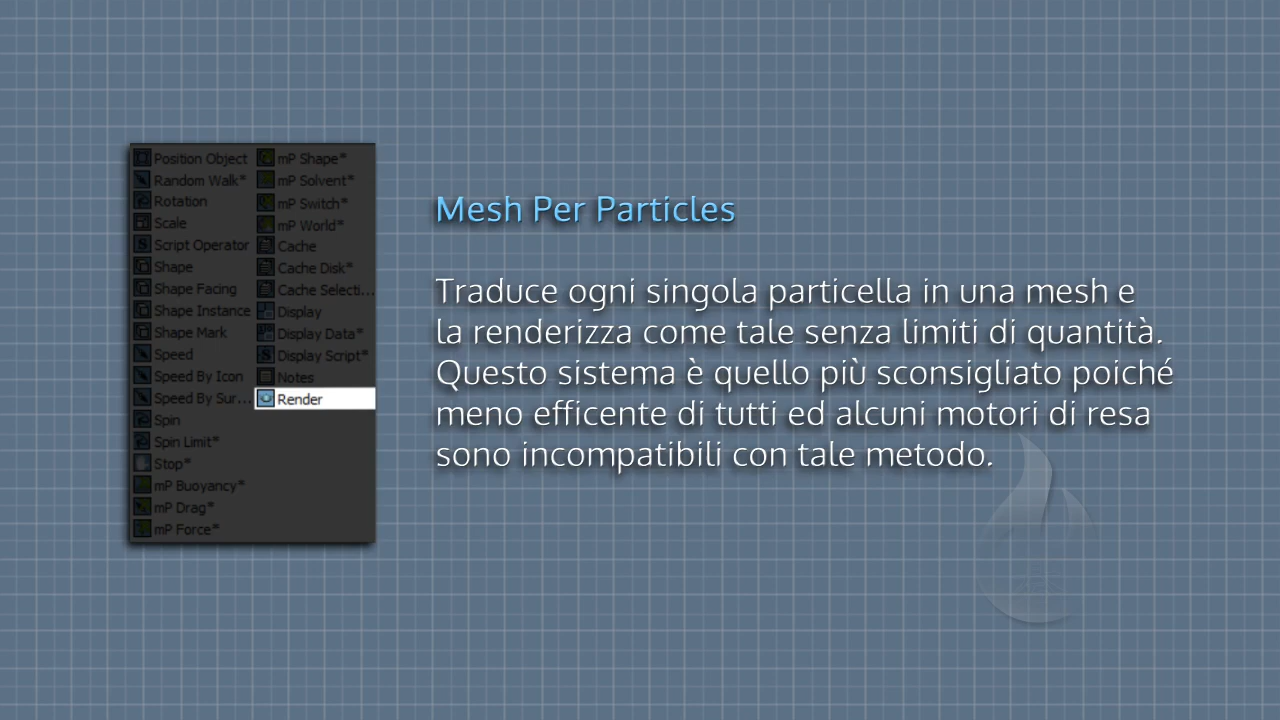 Position Object
Random Walk*
Rotation
Scale
Script Operator
Shape
Shape Facing
Shape Instance
Shape Mark
Speed
Speed By Icon
Speed By Sur...
Spin
Spin Limit*
Stop*
mP Buoyancy*
mP Drag*
mP Force*
mP Shape*
mP Solvent*
mP Switch*
mP World*
Cache
Cache Disk*
Cache Selecti...
Display
Display Data*
Display Script*
Notes
Render
Mesh Per Particles
Traduce ogni singola particella in una mesh e
la renderizza come tale senza limiti di quantità.
Questo sistema è quello più sconsigliato poiché
meno efficente di tutti ed alcuni motori di resa
sono incompatibili con tale metodo.